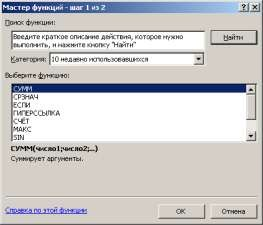 Мастер функций - шаг 1 из 2
Поиск функции:
Введите краткое описание действия, которое нужно
выполнить, и нажмите кнопку "Найти"
Найти
Категория: 10 недавно использовавшихся
Выберите функцию:
СУММ
СРЗНАЧ
ЕСЛИ
ГИПЕРССЫЛКА
СЧЁТ
МАКС
SIN
СУММ(число1;число2;...)
Суммирует аргументы.
Справка по этой функции
ОК
Отмена